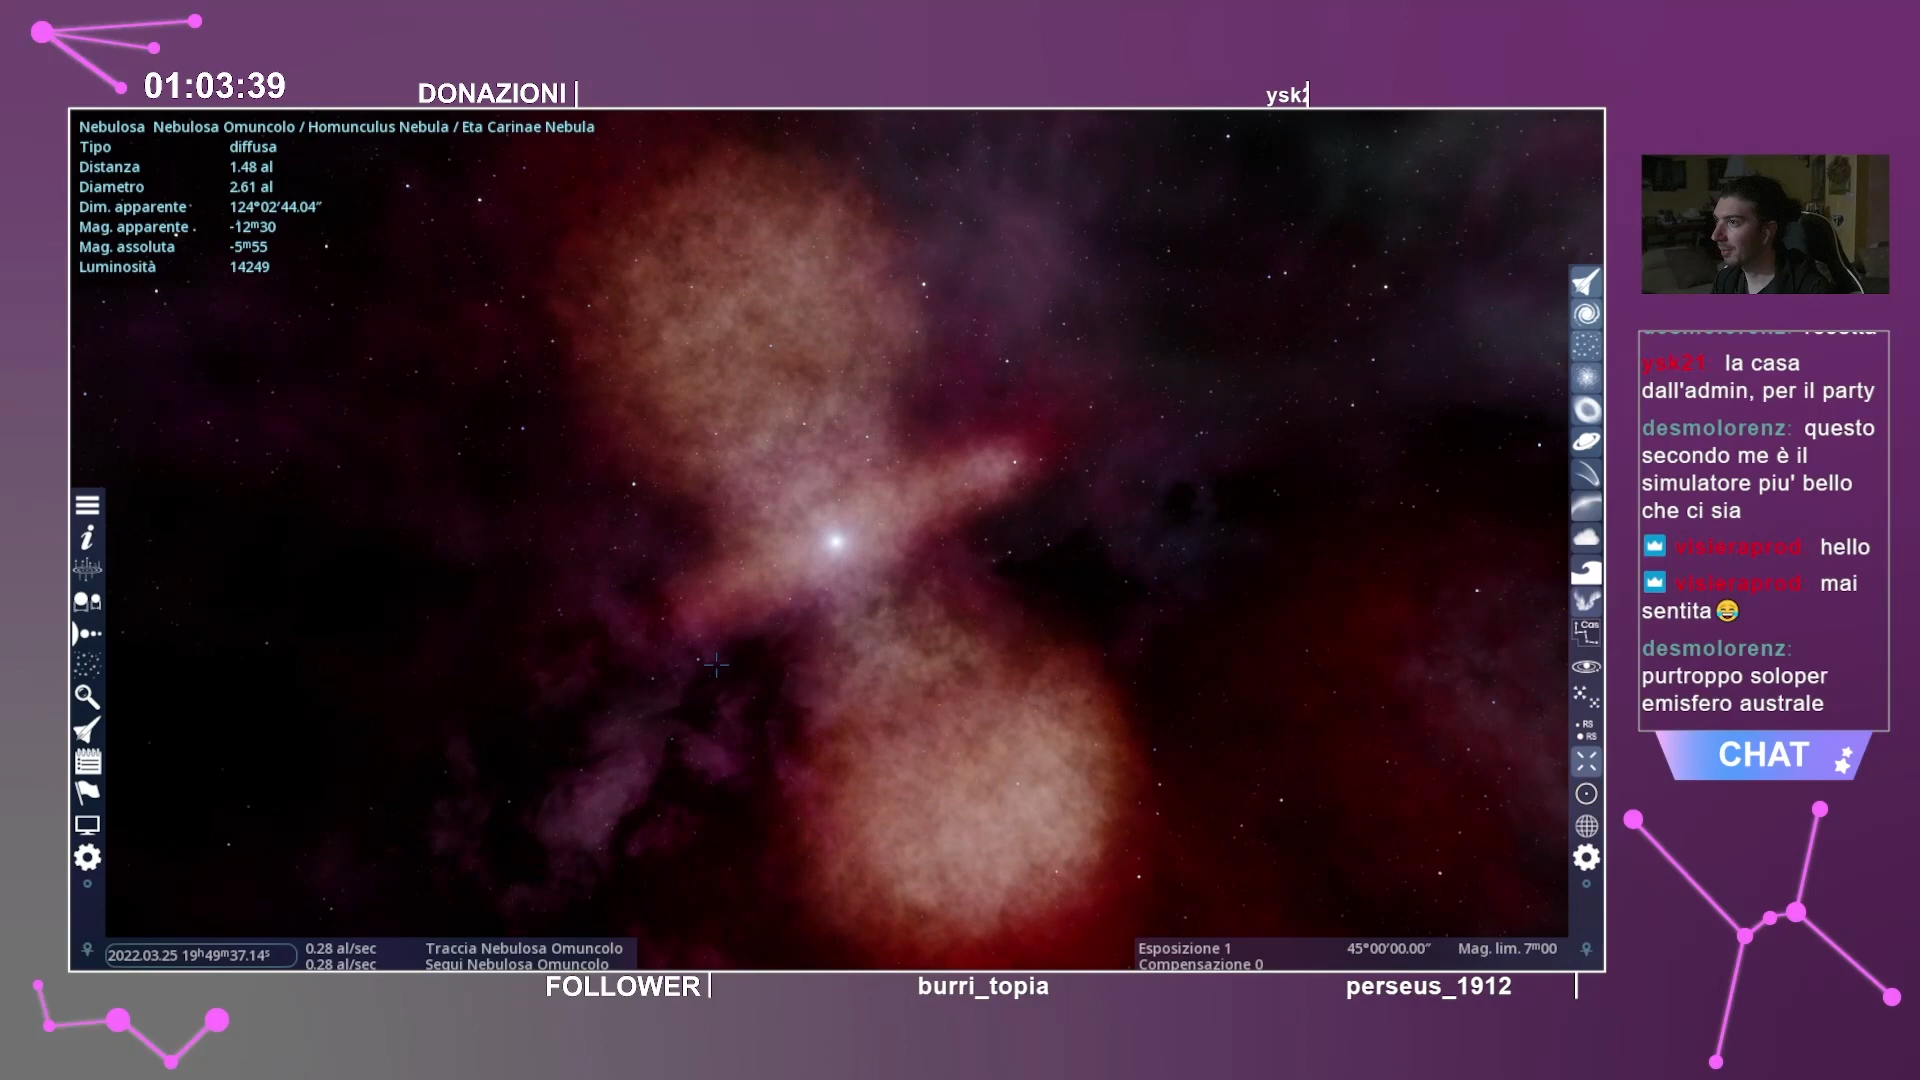 01:03:39
DONAZIONI
ysk
Nebulosa Nebulosa Omuncolo / Homunculus Nebula / Eta Carinae Nebula
Tipo diffusa
Distanza 1.48 al
Diametro 2.61 al
Dim. apparente 124°02′44.04″
Mag. apparente -12ᵐ30
Mag. assoluta -5ᵐ55
Luminosità 14249
ysk21 la casa
dall'admin, per il party
desmolorenz: questo
secondo me è il
simulatore piu' bello
che ci sia
visieraprod: hello
visieraprod: mai
sentita😂
desmolorenz:
purtroppo soloper
emisfero australe
CHAT
Cas
RS
RS
2022.03.25 19ʰ49ᵐ37.14ˢ
0.28 al/sec
0.28 al/sec
Traccia Nebulosa Omuncolo
Segui Nebulosa Omuncolo
Esposizione 1
Compensazione 0
45°00′00.00″
Mag. lim. 7ᵐ00
FOLLOWER
burri_topia
perseus_1912